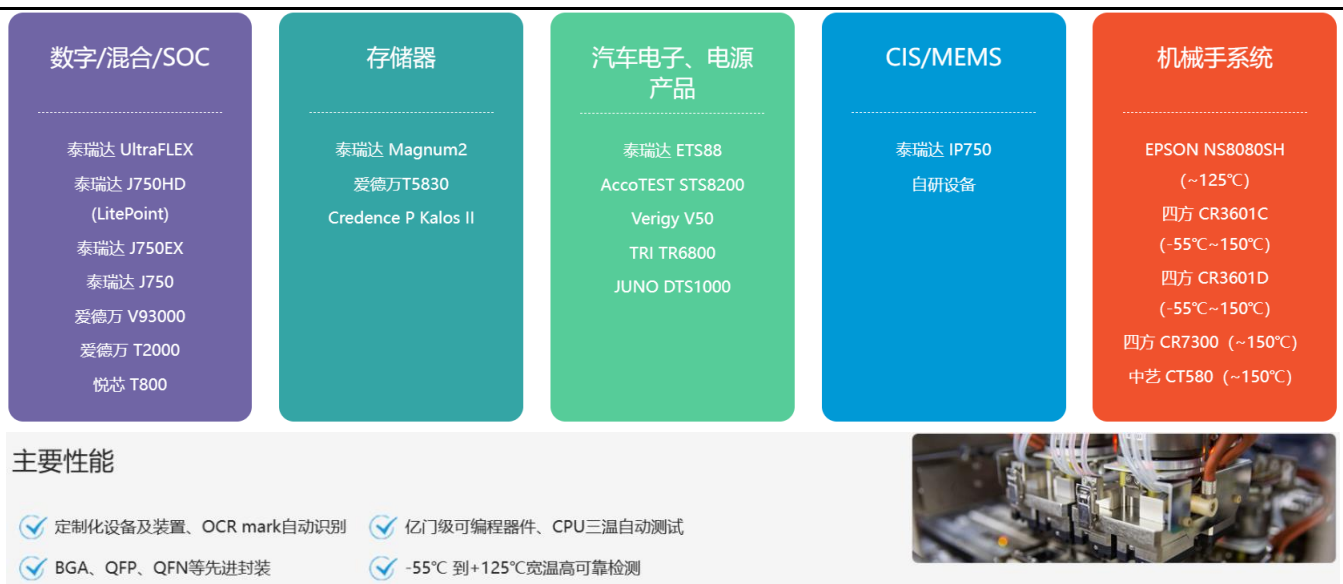 数字/混合/SOC
泰瑞达 UltraFLEX
泰瑞达 J750HD
(LitePoint)
泰瑞达 J750EX
泰瑞达 J750
爱德万 V93000
爱德万 T2000
悦芯 T800
存储器
泰瑞达 Magnum2
爱德万T5830
Credence P Kalos II
汽车电子、电源
产品
泰瑞达 ETS88
AccoTEST STS8200
Verigy V50
TRI TR6800
JUNO DTS1000
CIS/MEMS
泰瑞达 IP750
自研设备
机械手系统
EPSON NS8080SH
(~125℃)
四方 CR3601C
(-55℃~150℃)
四方 CR3601D
(-55℃~150℃)
四方 CR7300（~150℃）
中艺 CT580（~150℃）
主要性能
定制化设备及装置、OCR mark自动识别
亿门级可编程器件、CPU三温自动测试
BGA、QFP、QFN等先进封装
-55℃ 到+125℃宽温高可靠检测